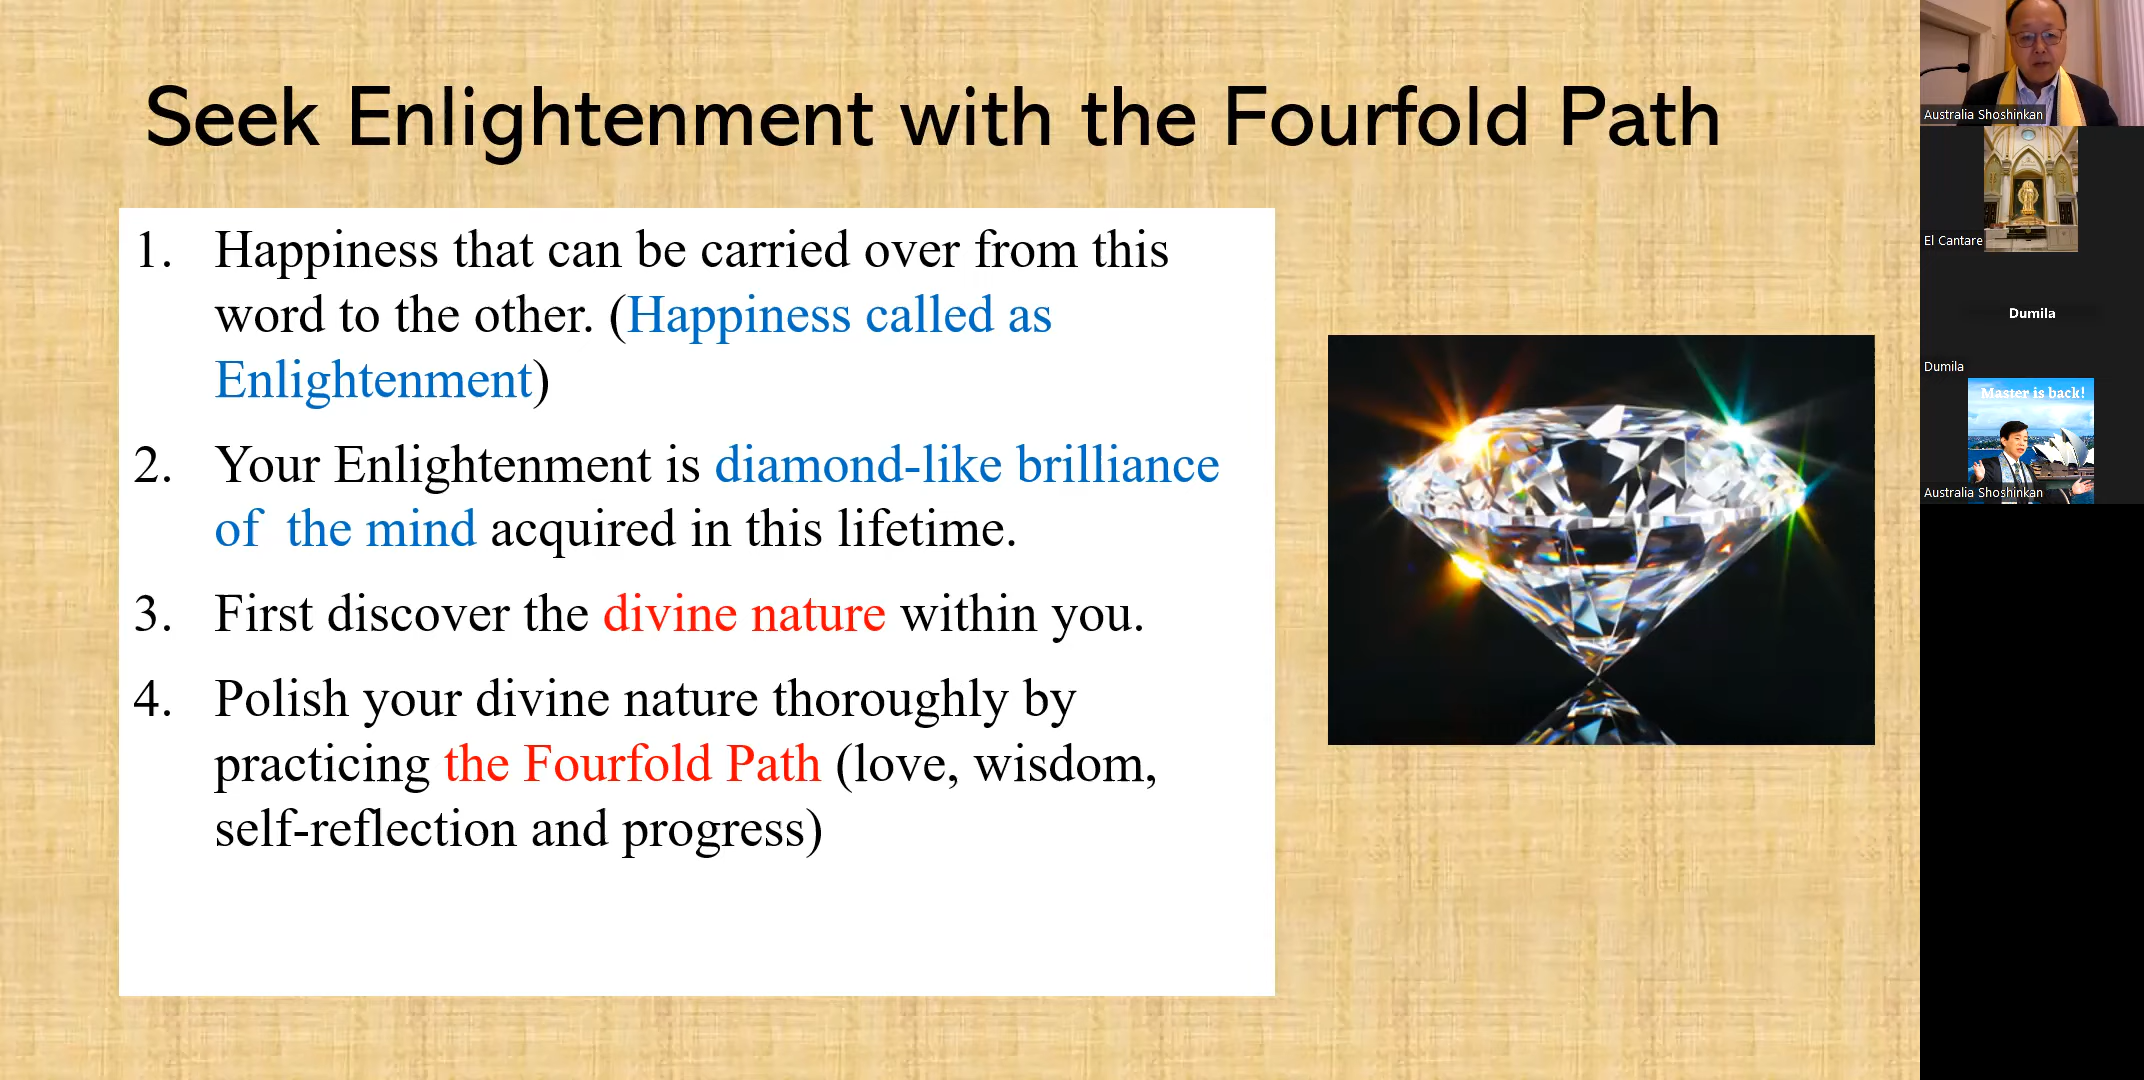 Seek Enlightenment with the Fourfold Path
1. Happiness that can be carried over from this
word to the other. (Happiness called as
Enlightenment)
2. Your Enlightenment is diamond-like brilliance
of the mind acquired in this lifetime.
3. First discover the divine nature within you.
4. Polish your divine nature thoroughly by
practicing the Fourfold Path (love, wisdom,
self-reflection and progress)
Australia Shoshinkan
El Cantare
Dumila
Dumila
Master is back!
Australia Shoshinkan